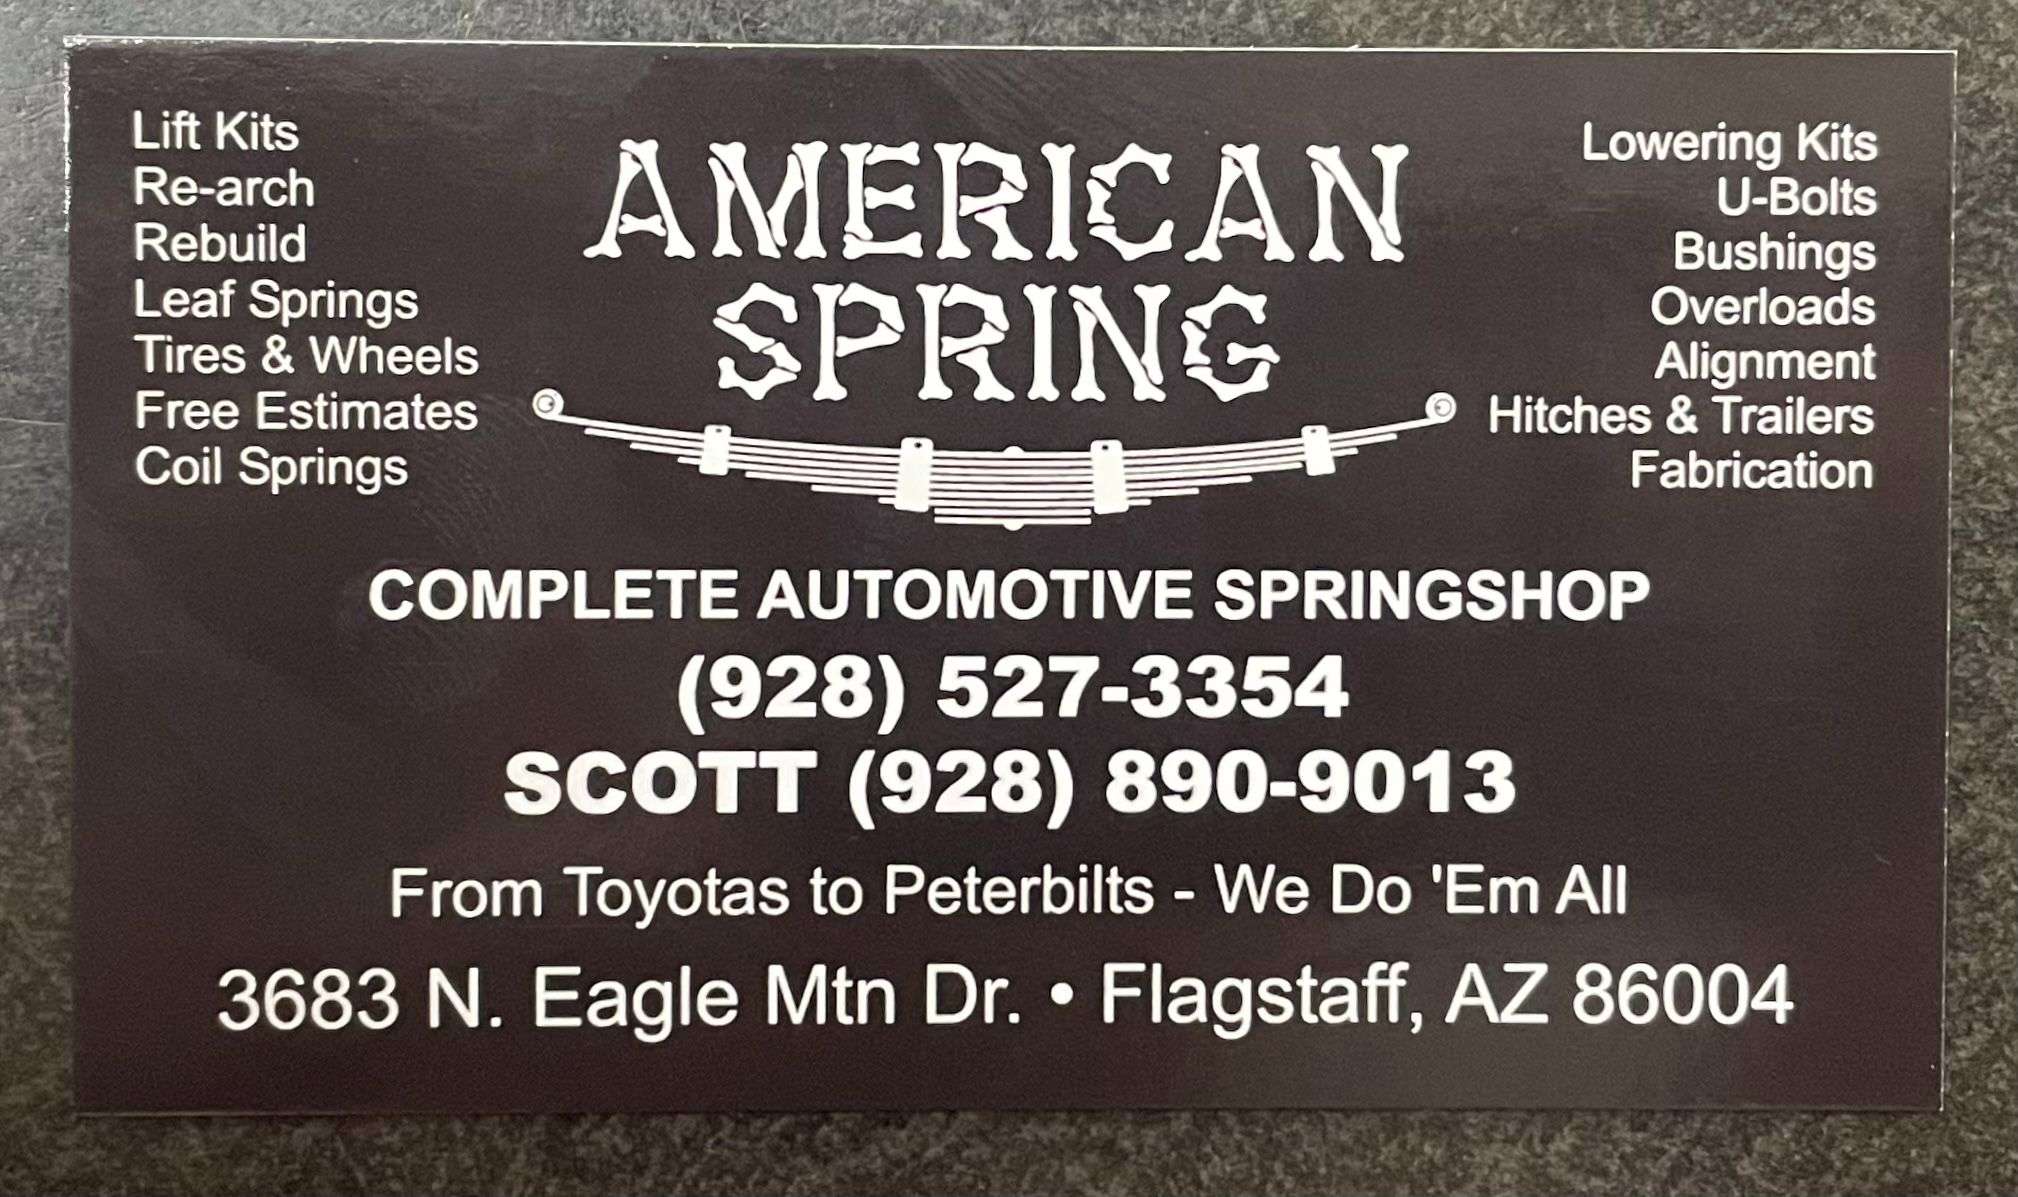 Lift Kits
Re-arch
Rebuild
Leaf Springs
Tires & Wheels
Free Estimates
Coil Springs
AMERICAN
SPRING
Lowering Kits
U-Bolts
Bushings
Overloads
Alignment
Hitches & Trailers
Fabrication
COMPLETE AUTOMOTIVE SPRINGSHOP
(928) 527-3354
SCOTT (928) 890-9013
From Toyotas to Peterbilts - We Do 'Em All
3683 N. Eagle Mtn Dr. • Flagstaff, AZ 86004